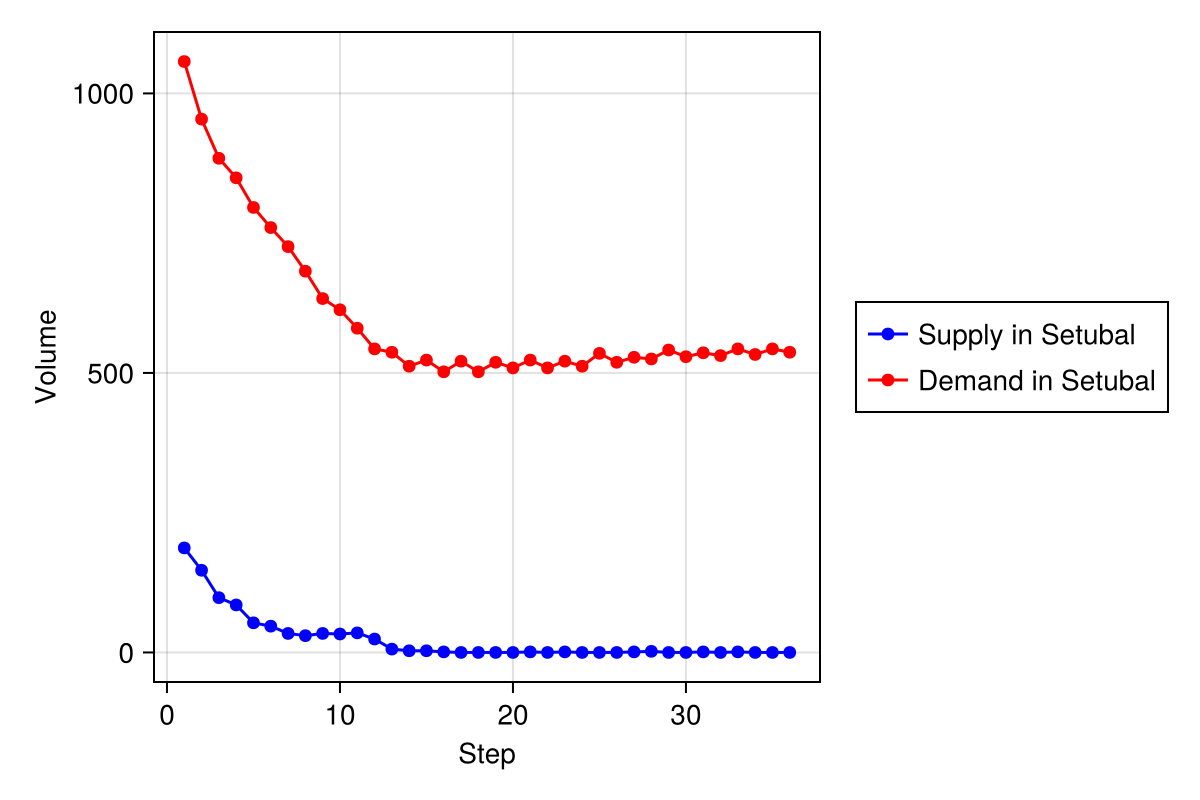 1000
500
0
0 10 20 30
Volume
Step
Supply in Setubal
Demand in Setubal